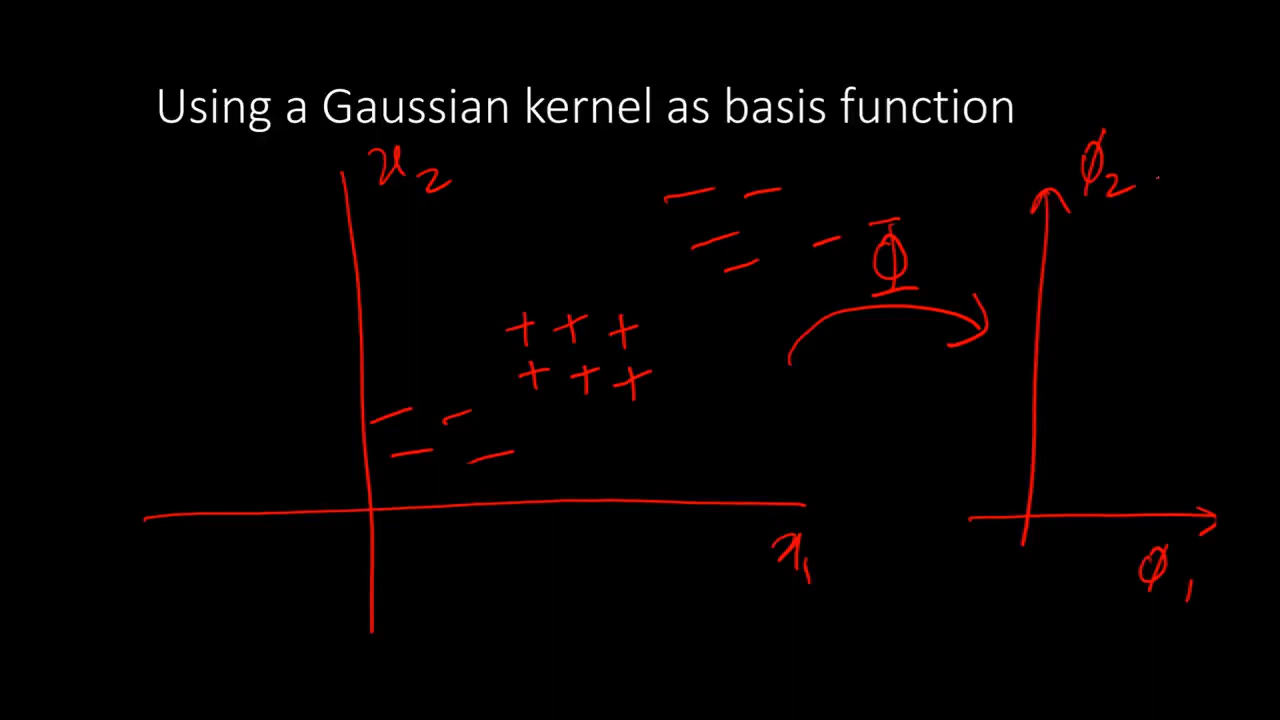 Using a Gaussian kernel as basis function
x₂
ϕ₂
− −
− −
−
Φ
+ + +
+ + +
− −
− −
x₁
ϕ₁